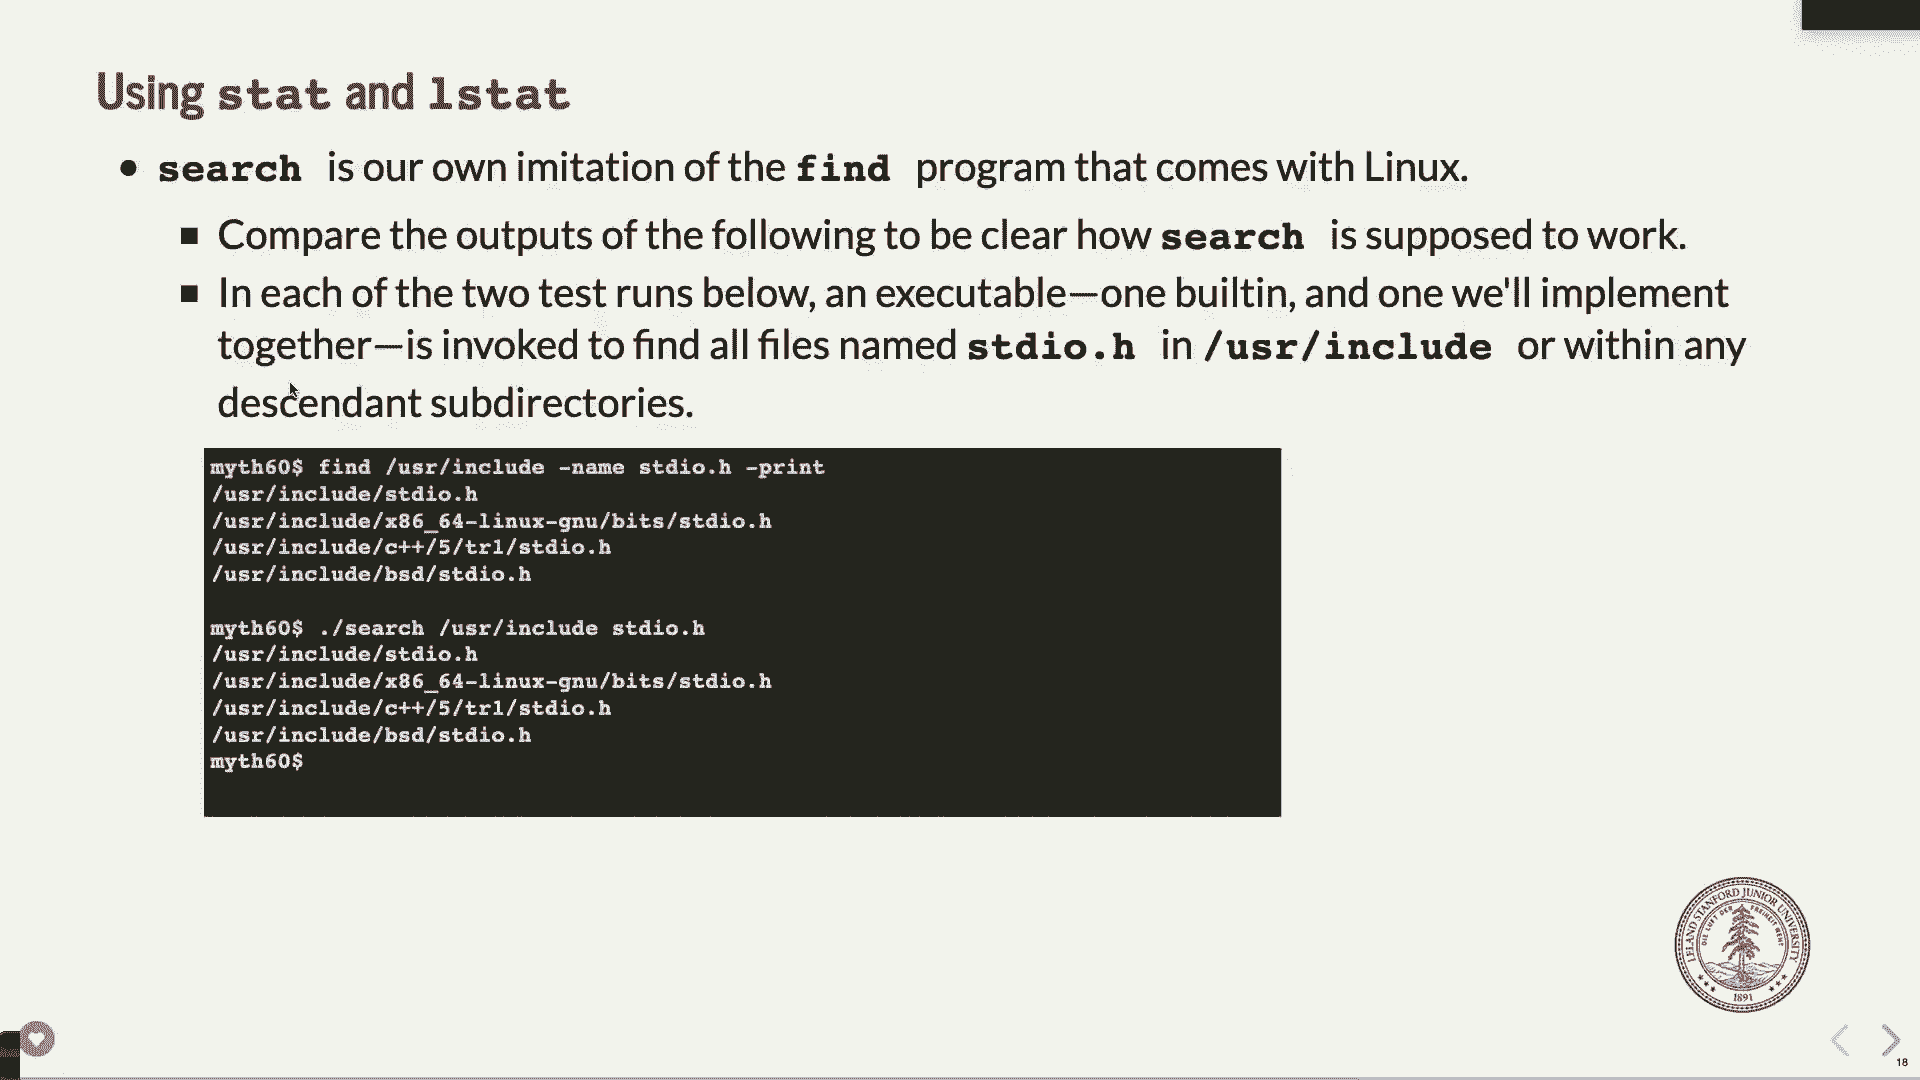 Using stat and lstat
search is our own imitation of the find program that comes with Linux.
Compare the outputs of the following to be clear how search is supposed to work.
In each of the two test runs below, an executable—one builtin, and one we'll implement
together—is invoked to find all files named stdio.h in /usr/include or within any
descendant subdirectories.
myth60$ find /usr/include -name stdio.h -print
/usr/include/stdio.h
/usr/include/x86_64-linux-gnu/bits/stdio.h
/usr/include/c++/5/tr1/stdio.h
/usr/include/bsd/stdio.h
myth60$ ./search /usr/include stdio.h
/usr/include/stdio.h
/usr/include/x86_64-linux-gnu/bits/stdio.h
/usr/include/c++/5/tr1/stdio.h
/usr/include/bsd/stdio.h
myth60$
LELAND STANFORD JUNIOR UNIVERSITY
DIE LUFT DER FREIHEIT WEHT
1891
18